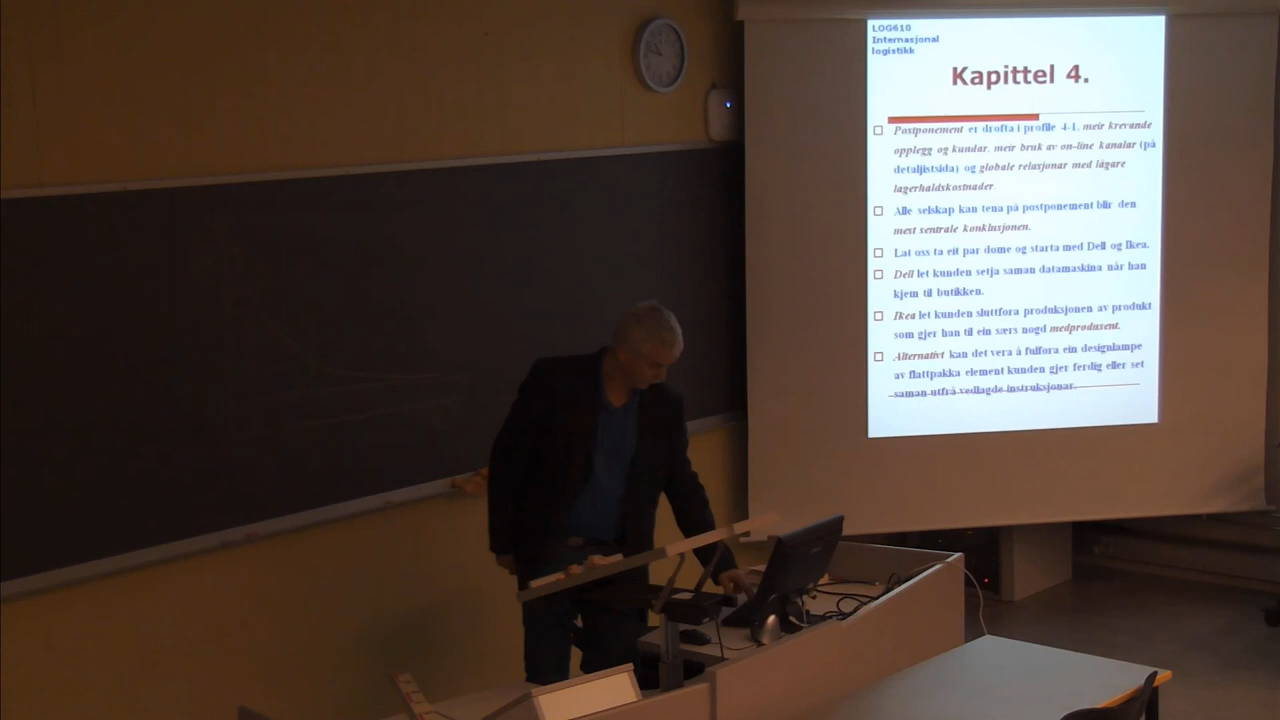 LOG610
Internasjonal
logistikk
Kapittel 4.
Postponement er drøfta i profile 4-1, meir krevande
opplegg og kundar, meir bruk av on-line kanalar (på
detaljistsida) og globale relasjonar med lågare
lagerhaldskostnader.
Alle selskap kan tena på postponement blir den
mest sentrale konklusjonen.
Lat oss ta eit par døme og starta med Dell og Ikea.
Dell let kunden setja saman datamaskina når han
kjem til butikken.
Ikea let kunden sluttføra produksjonen av produkt
som gjer han til ein særs nøgd medprodusent.
Alternativt kan det vera å fulføra ein designlampe
av flattpakka element kunden gjer ferdig eller set
saman utfrå vedlagde instruksjonar.